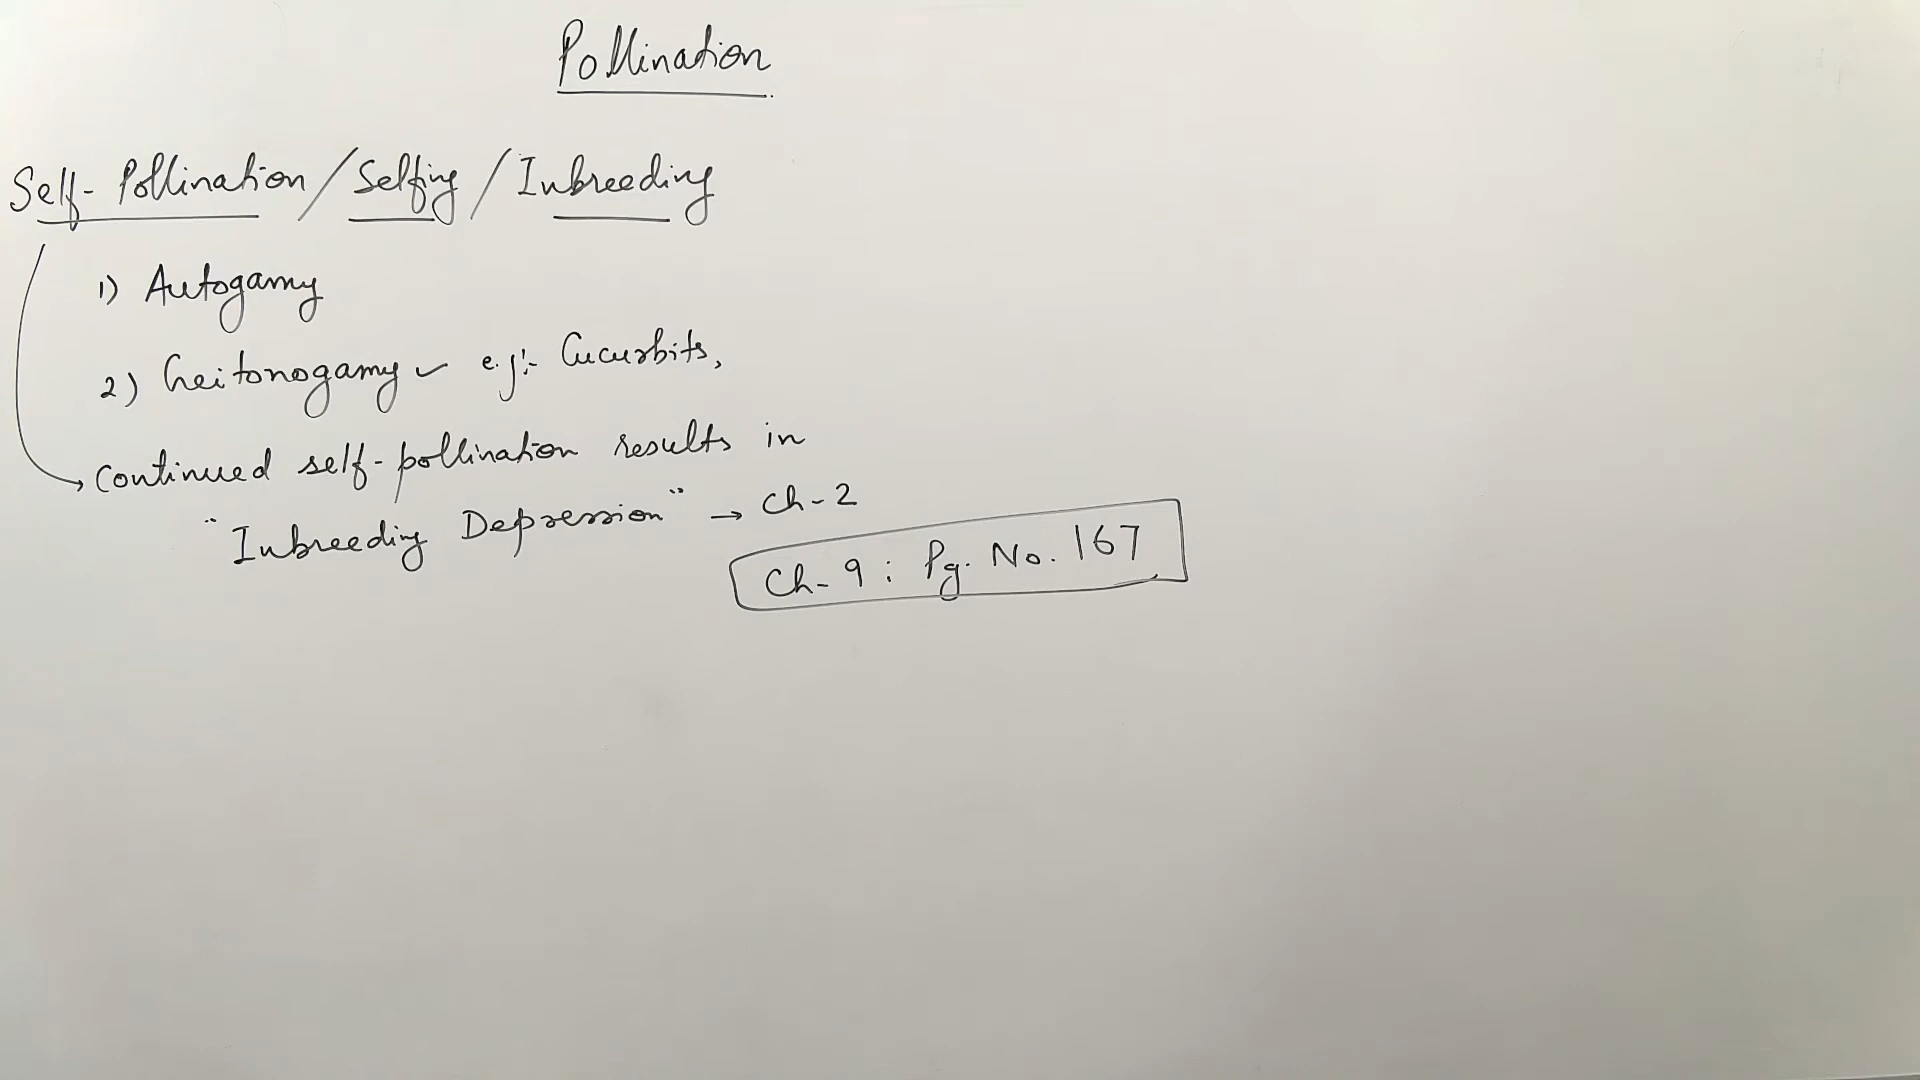 Pollination
Self-Pollination/Selfing/Inbreeding
1) Autogamy
2) Geitonogamy e.g:- Cucurbits,
Continued self-pollination results in
"Inbreeding Depression" → Ch-2
Ch-9: Pg. No. 167